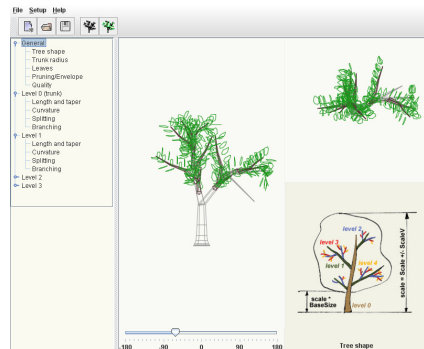 File Setup Help
General
Tree shape
Trunk radius
Leaves
Pruning/Envelope
Quality
Level 0 (trunk)
Length and taper
Curvature
Splitting
Branching
Level 1
Length and taper
Curvature
Splitting
Branching
Level 2
Level 3
-180 -90 0 90 180
level 2
level 3
level 1
level 4
level 0
scale *
BaseSize
scale = Scale +/- ScaleV
Tree shape